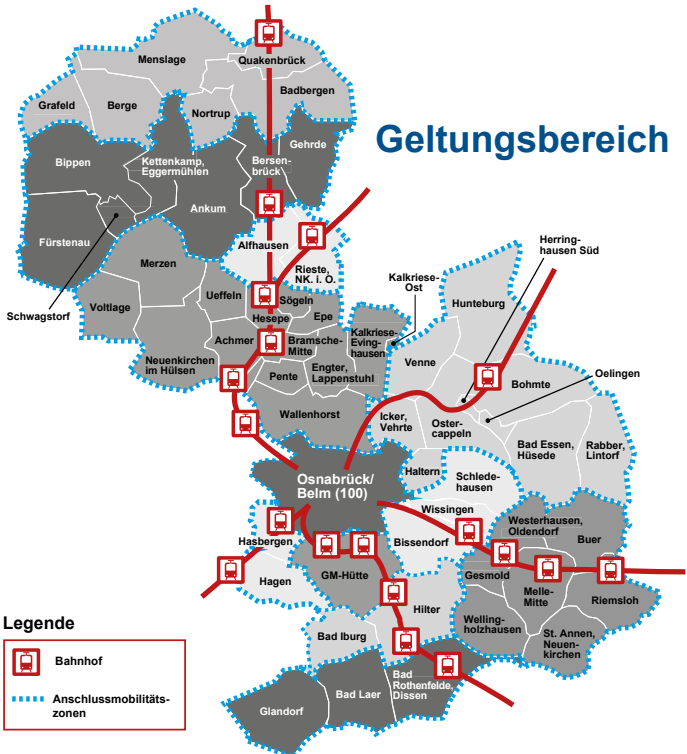 Geltungsbereich
Menslage
Quakenbrück
Badbergen
Grafeld
Berge
Nortrup
Bippen
Kettenkamp,
Eggermühlen
Bersen-
brück
Gehrde
Ankum
Fürstenau
Schwagstorf
Alfhausen
Rieste,
NK. i. O.
Merzen
Voltlage
Ueffeln
Sögeln
Hesepe
Epe
Neuenkirchen
im Hülsen
Achmer
Bramsche-
Mitte
Kalkriese-
Eving-
hausen
Kalkriese-
Ost
Pente
Engter,
Lappenstuhl
Wallenhorst
Herring-
hausen Süd
Hunteburg
Venne
Bohmte
Oelingen
Icker,
Vehrte
Oster-
cappeln
Bad Essen,
Hüsede
Rabber,
Lintorf
Haltern
Schlede-
hausen
Osnabrück/
Belm (100)
Wissingen
Bissendorf
Westerhausen,
Oldendorf
Buer
Hasbergen
Hagen
GM-Hütte
Gesmold
Melle-
Mitte
Riemsloh
Welling-
holzhausen
St. Annen,
Neuen-
kirchen
Hilter
Bad Iburg
Bad
Rothenfelde,
Dissen
Bad Laer
Glandorf
Legende
Bahnhof
Anschlussmobilitäts-
zonen